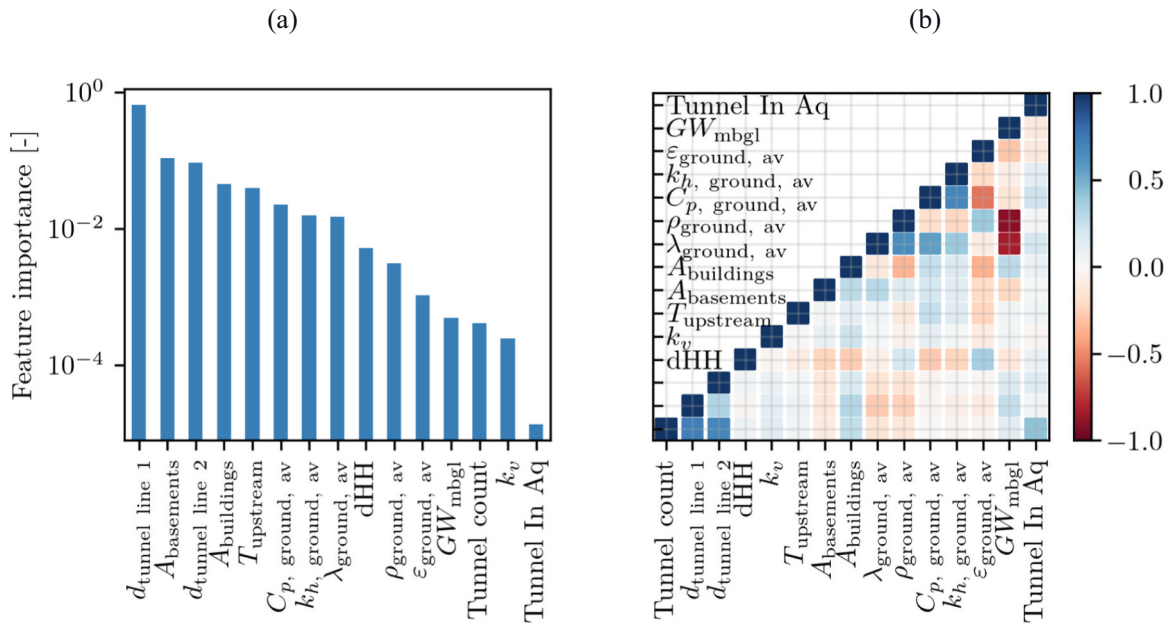 (a)
(b)
Feature importance [-]
10⁰
10⁻²
10⁻⁴
d_tunnel line 1
A_basements
d_tunnel line 2
A_buildings
T_upstream
C_p, ground, av
k_h, ground, av
λ_ground, av
dHH
ρ_ground, av
ε_ground, av
GW_mbgl
Tunnel count
k_v
Tunnel In Aq
Tunnel In Aq
GW_mbgl
ε_ground, av
k_h, ground, av
C_p, ground, av
ρ_ground, av
λ_ground, av
A_buildings
A_basements
T_upstream
k_v
dHH
Tunnel count
d_tunnel line 1
d_tunnel line 2
dHH
k_v
T_upstream
A_basements
A_buildings
λ_ground, av
ρ_ground, av
C_p, ground, av
k_h, ground, av
ε_ground, av
GW_mbgl
Tunnel In Aq
1.0
0.5
0.0
−0.5
−1.0